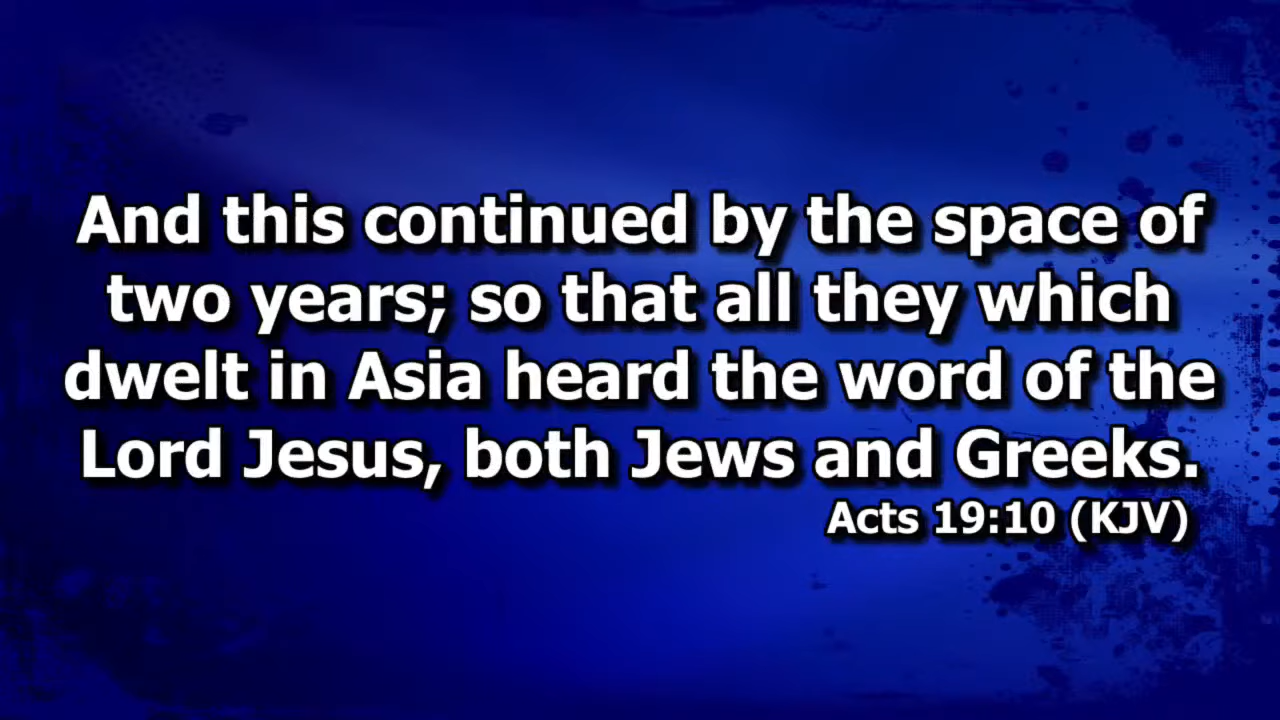 And this continued by the space of
two years; so that all they which
dwelt in Asia heard the word of the
Lord Jesus, both Jews and Greeks.
Acts 19:10 (KJV)